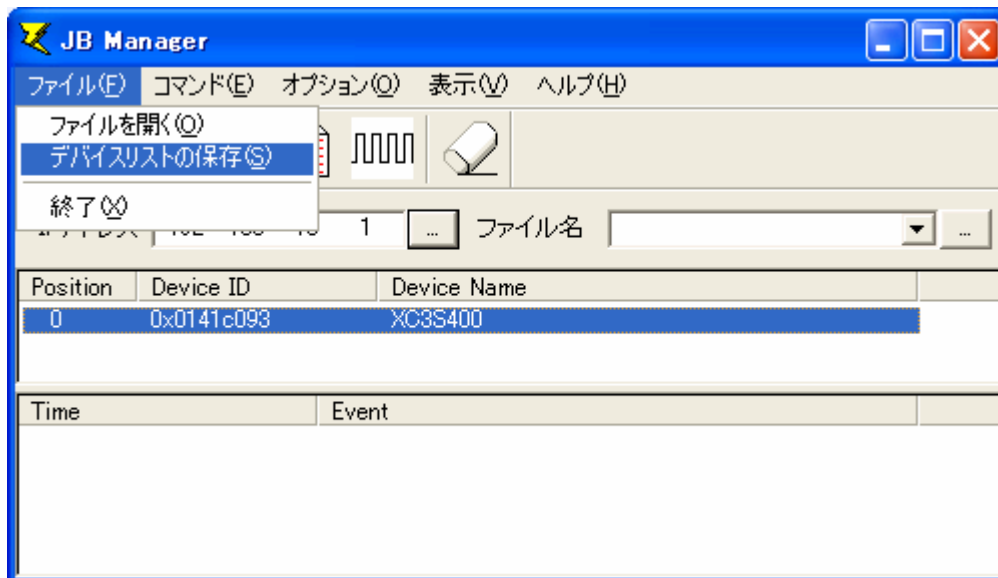 JB Manager
ファイル(F) コマンド(E) オプション(O) 表示(V) ヘルプ(H)
ファイルを開く(O)
デバイスリストの保存(S)
終了(X)
1 ... ファイル名 ...
Position Device ID Device Name
0 0x0141c093 XC3S400
Time Event